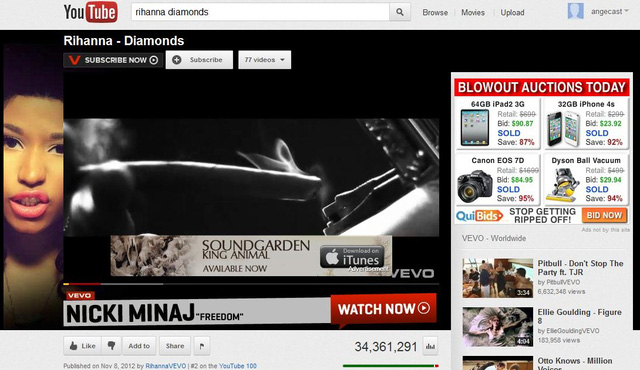 YouTube
rihanna diamonds
Browse Movies Upload
angecast
Rihanna - Diamonds
SUBSCRIBE NOW
Subscribe
77 videos
BLOWOUT AUCTIONS TODAY
64GB iPad2 3G
Retail: $699
Bid: $90.87
SOLD
Save: 87%
32GB iPhone 4s
Retail: $299
Bid: $23.92
SOLD
Save: 92%
Canon EOS 7D
Retail: $1699
Bid: $84.95
SOLD
Save: 95%
Dyson Ball Vacuum
Retail: $499
Bid: $29.94
SOLD
Save: 94%
QuiBids
STOP GETTING
RIPPED OFF!
BID NOW
Ads not by this site
SOUNDGARDEN
KING ANIMAL
AVAILABLE NOW
Download on
iTunes
Advertisement
VEVO
VEVO
NICKI MINAJ "FREEDOM"
WATCH NOW
VEVO - Worldwide
3:34
Pitbull - Don't Stop The
Party ft. TJR
by PitbullVEVO
6,632,348 views
4:04
Ellie Goulding - Figure
8
by EllieGouldingVEVO
183,958 views
Otto Knows - Million
Voices
Like
Add to
Share
34,361,291
Published on Nov 8, 2012 by RihannaVEVO | #2 on the YouTube 100